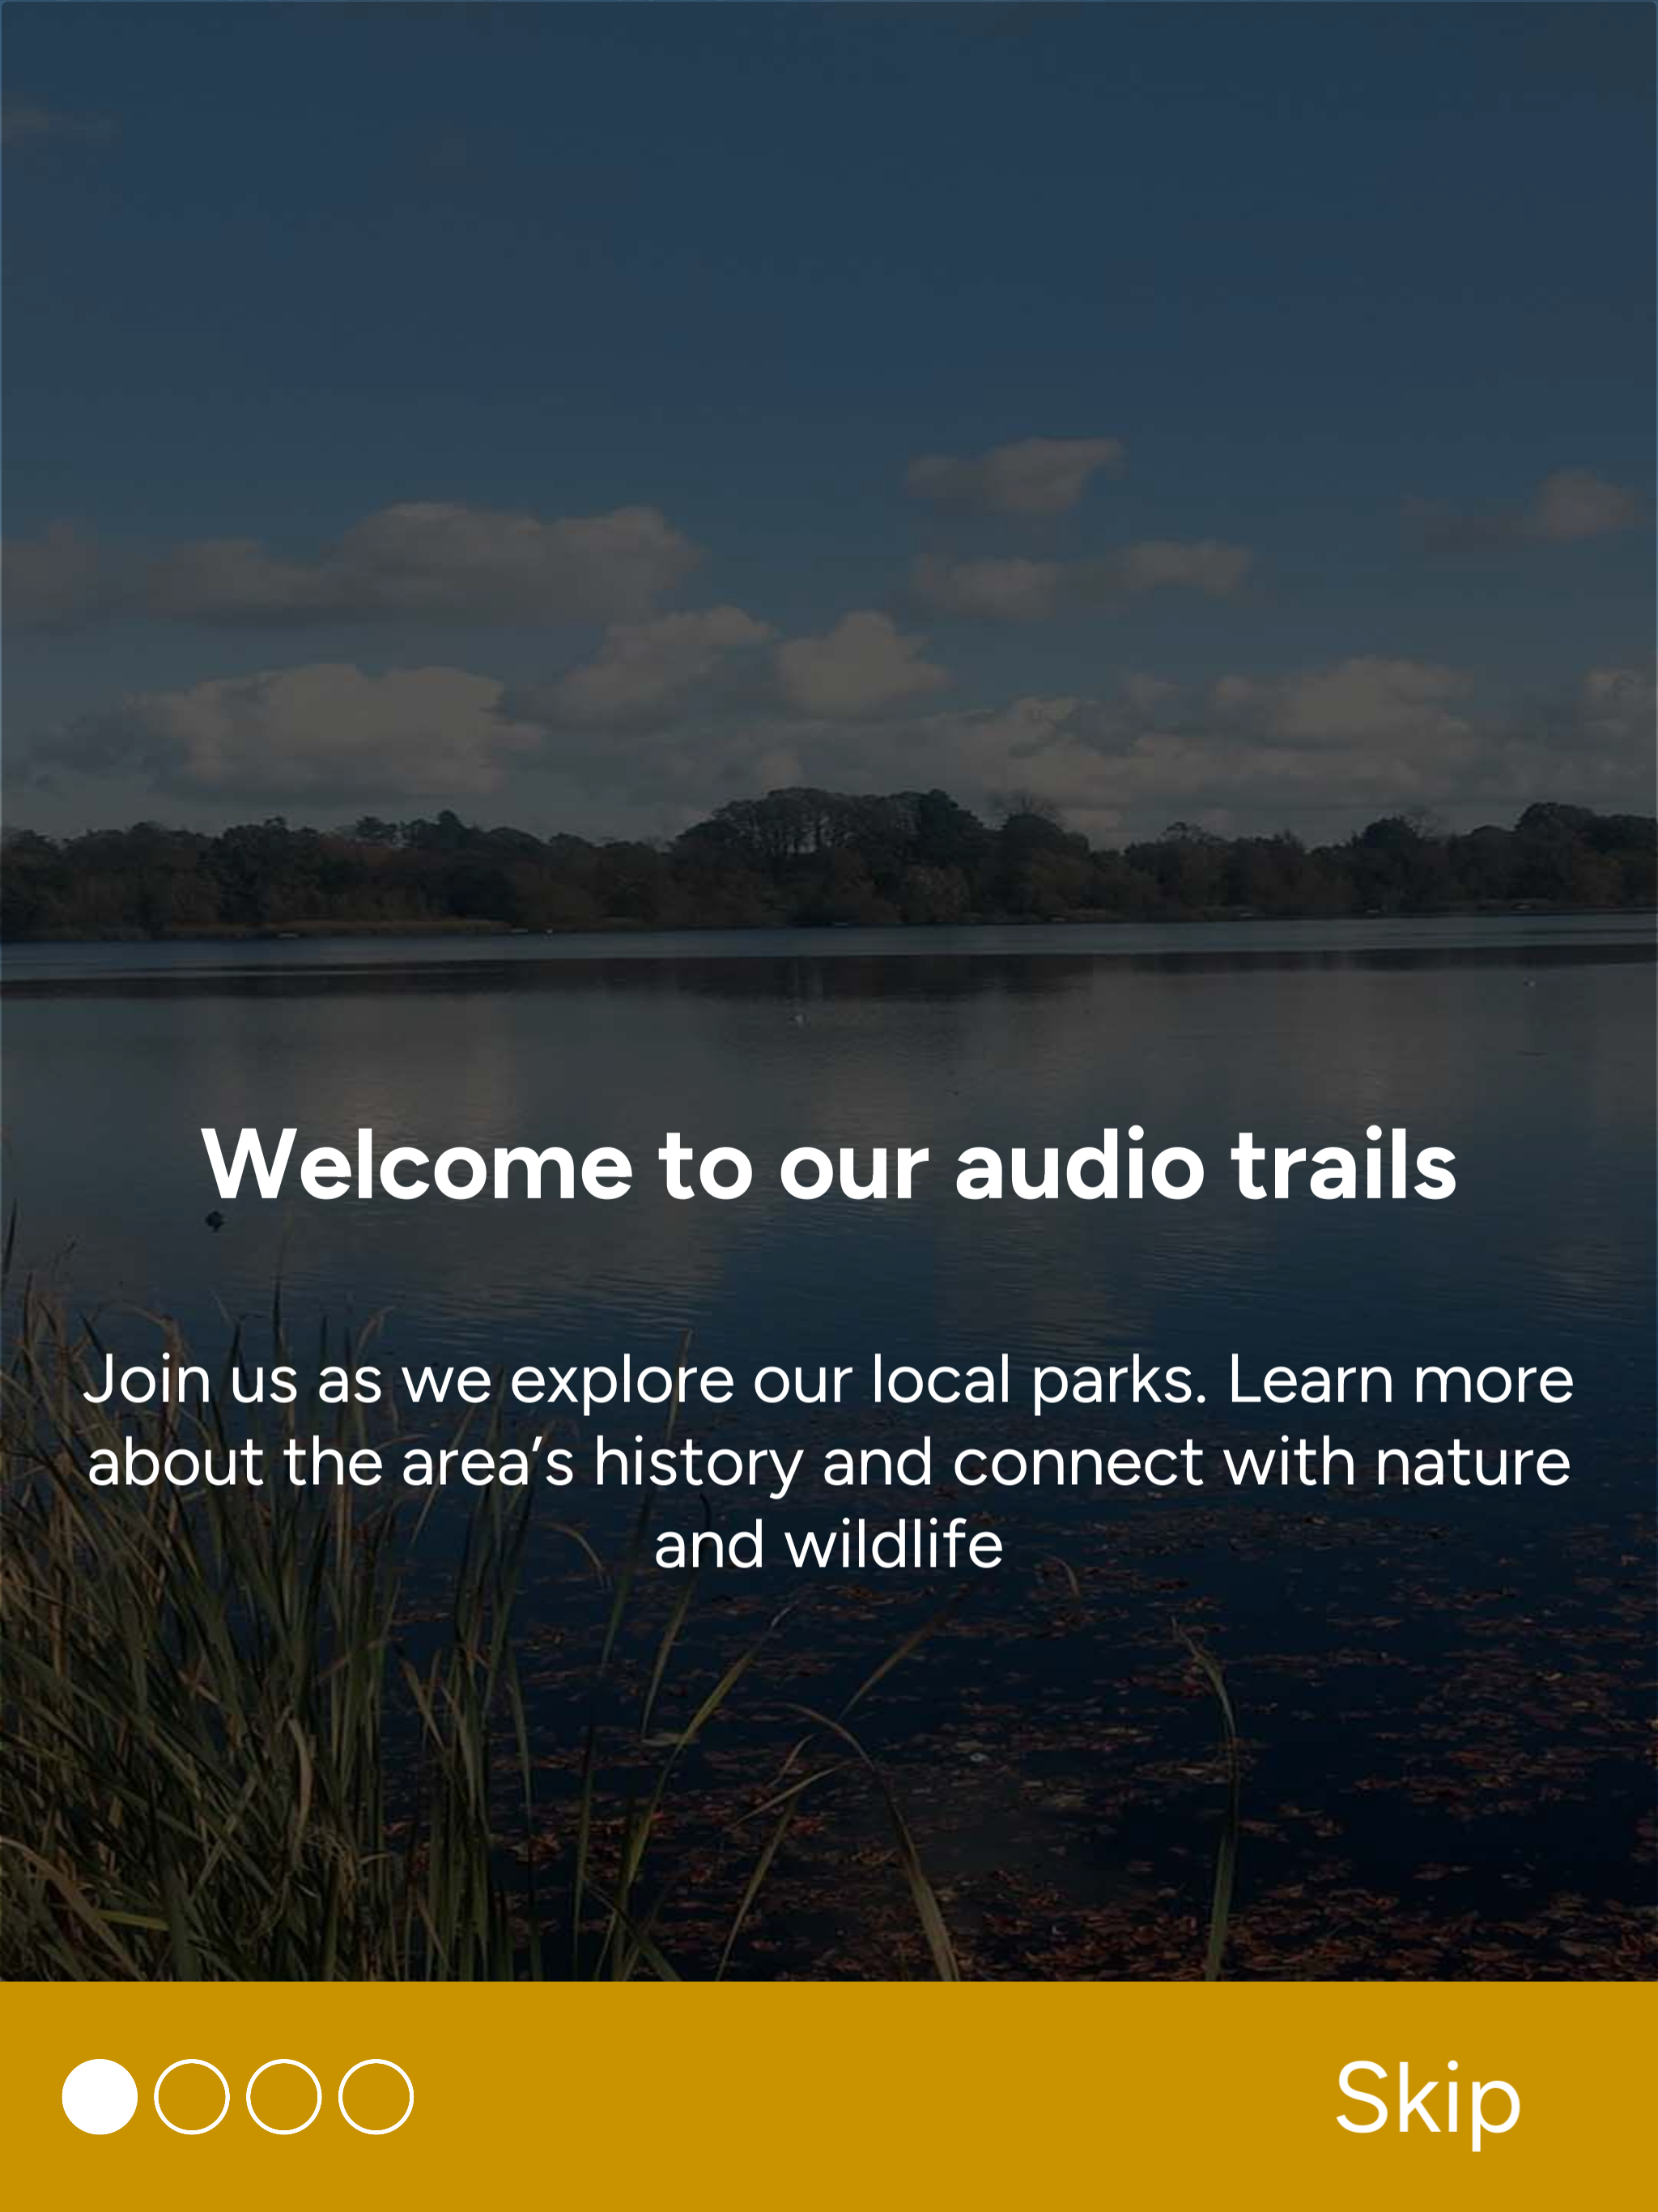 Welcome to our audio trails
Join us as we explore our local parks. Learn more
about the area’s history and connect with nature
and wildlife
Skip